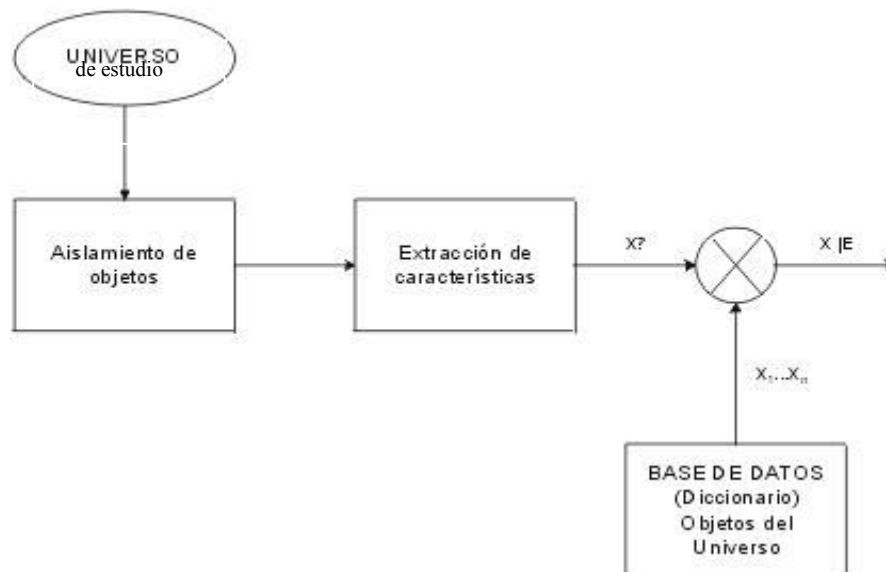 UNIVERSO
de estudio
Aislamiento de
objetos
Extracción de
características
X?
X |E
X₁...Xₙ
BASE DE DATOS
(Diccionario)
Objetos del
Universo